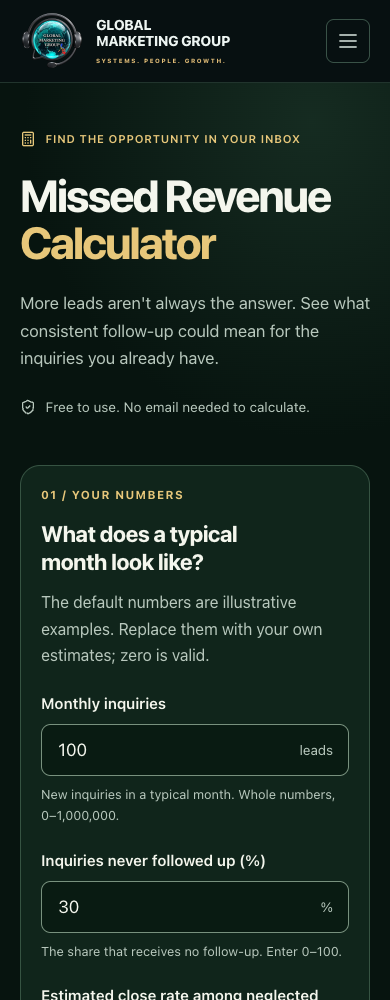 GLOBAL
MARKETING GROUP
SYSTEMS. PEOPLE. GROWTH.
GLOBAL
MARKETING
GROUP
FIND THE OPPORTUNITY IN YOUR INBOX
Missed Revenue
Calculator
More leads aren't always the answer. See what
consistent follow-up could mean for the
inquiries you already have.
Free to use. No email needed to calculate.
01 / YOUR NUMBERS
What does a typical
month look like?
The default numbers are illustrative
examples. Replace them with your own
estimates; zero is valid.
Monthly inquiries
100 leads
New inquiries in a typical month. Whole numbers,
0–1,000,000.
Inquiries never followed up (%)
30 %
The share that receives no follow-up. Enter 0–100.
Estimated close rate among neglected